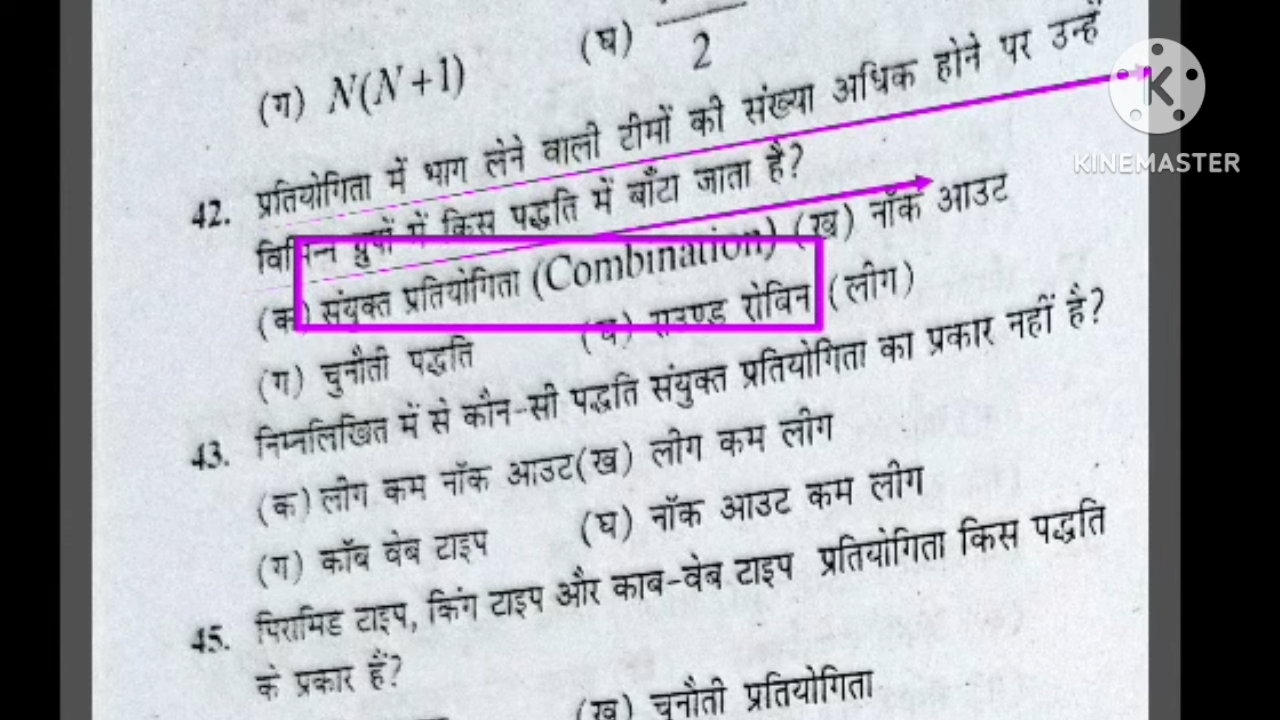 (ग) N(N+1)
(घ) 2
42. प्रतियोगिता में भाग लेने वाली टीमों की संख्या अधिक होने पर उन्हें
विभिन्न ग्रुपों में किस पद्धति में बाँटा जाता है?
(क) संयुक्त प्रतियोगिता (Combination) (ख) नॉक आउट
(ग) चुनौती पद्धति (घ) राउण्ड रोबिन (लीग)
43. निम्नलिखित में से कौन-सी पद्धति संयुक्त प्रतियोगिता का प्रकार नहीं है?
(क) लीग कम नॉक आउट (ख) लीग कम लीग
(ग) कॉब वेब टाइप (घ) नॉक आउट कम लीग
45. पिरामिड टाइप, किंग टाइप और काब-वेब टाइप प्रतियोगिता किस पद्धति
के प्रकार हैं?
(ख) चुनौती प्रतियोगिता
K
KINEMASTER